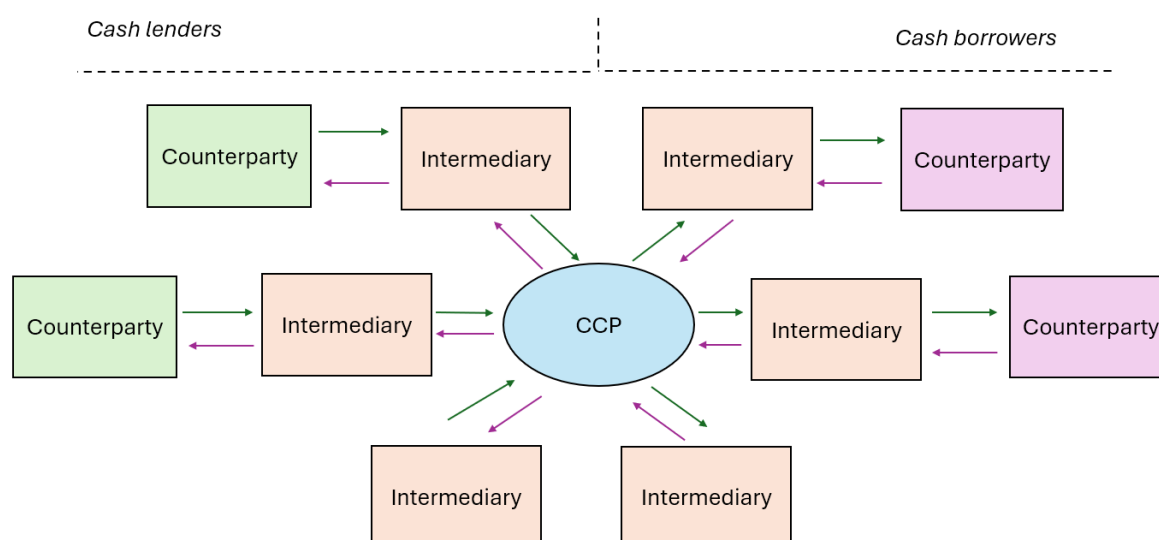 Cash lenders
Cash borrowers
Counterparty
Intermediary
Intermediary
Counterparty
Counterparty
Intermediary
CCP
Intermediary
Counterparty
Intermediary
Intermediary